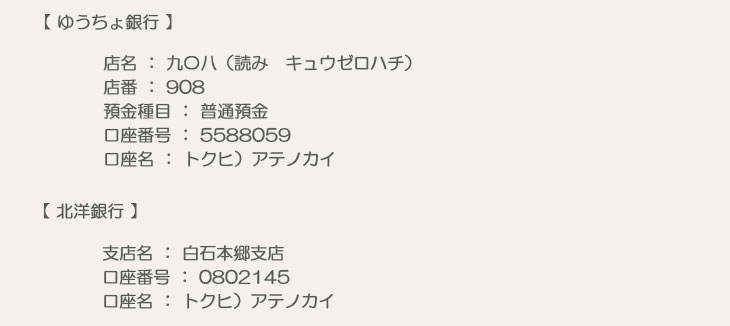 【 ゆうちょ銀行 】
店名 ： 九〇八（読み　キュウゼロハチ）
店番 ： 908
預金種目 ： 普通預金
口座番号 ： 5588059
口座名 ： トクヒ）アテノカイ
【 北洋銀行 】
支店名 ： 白石本郷支店
口座番号 ： 0802145
口座名 ： トクヒ）アテノカイ